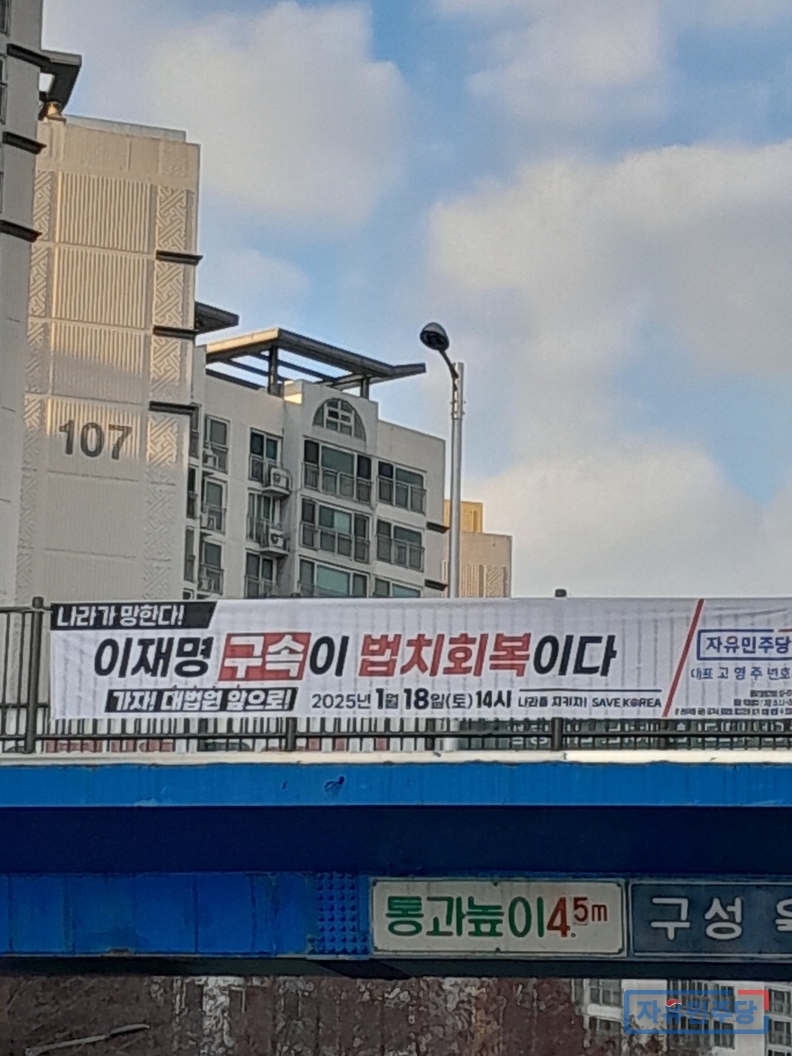 107
나라가 망한다!
이재명 구속이 법치회복이다
가자! 대법원 앞으로! 2025년 1월 18일(토) 14시 나라를 지키자! SAVE KOREA
자유민주당
대표 고영주 변호
통과높이 4.5m
구성
자유민주당